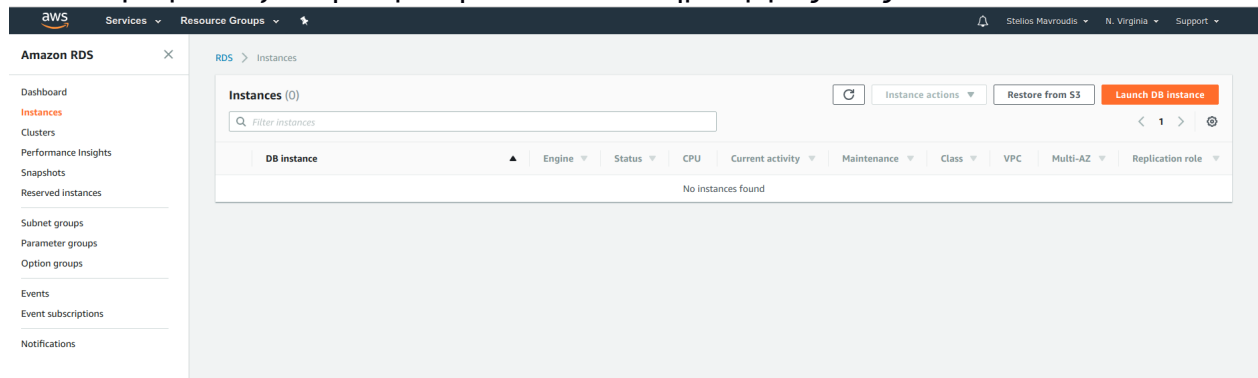 aws Services Resource Groups Stelios Mavroudis N. Virginia Support
Amazon RDS
RDS > Instances
Dashboard
Instances
Clusters
Performance Insights
Snapshots
Reserved instances
Subnet groups
Parameter groups
Option groups
Events
Event subscriptions
Notifications
Instances (0)
Instance actions Restore from S3 Launch DB instance
Filter instances
< 1 >
DB instance Engine Status CPU Current activity Maintenance Class VPC Multi-AZ Replication role
No instances found